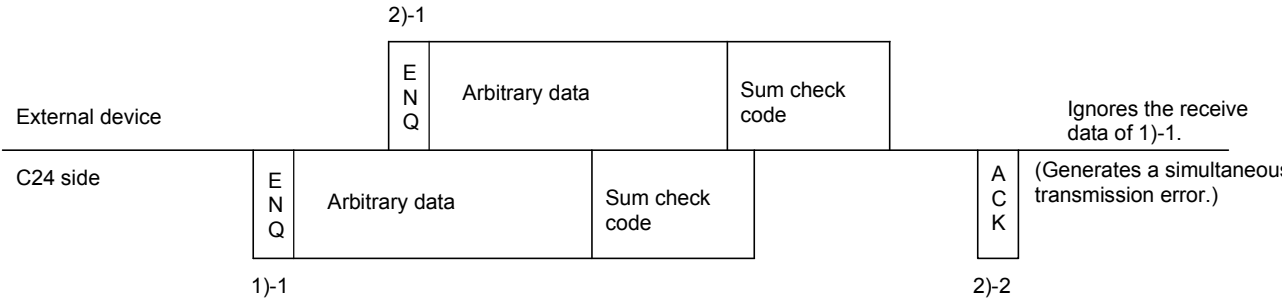 2)-1
E
N
Q
Arbitrary data
Sum check
code
External device
Ignores the receive
data of 1)-1.
C24 side
E
N
Q
Arbitrary data
Sum check
code
A
C
K
(Generates a simultaneous
transmission error.)
1)-1
2)-2